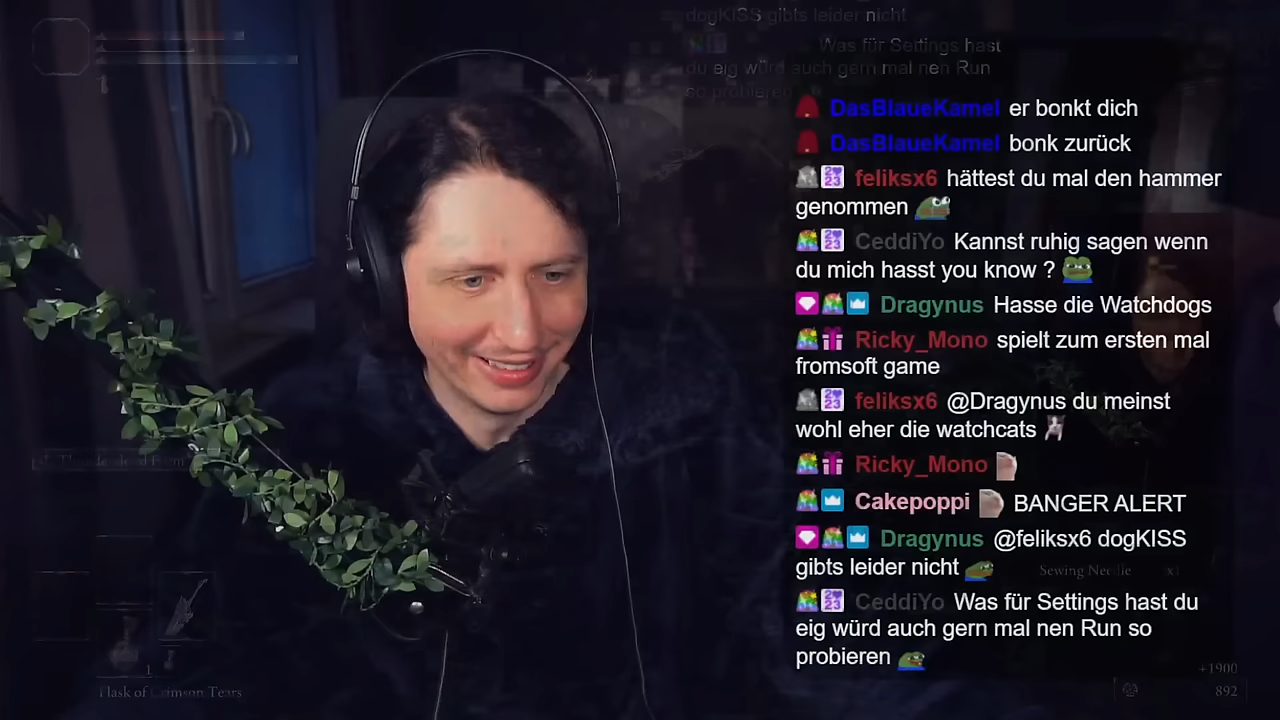 dogKISS gibts leider nicht
Was für Settings hast
du eig würd auch gern mal nen Run
so probieren
DasBlaueKamel er bonkt dich
DasBlaueKamel bonk zurück
feliksx6 hättest du mal den hammer
genommen
CeddiYo Kannst ruhig sagen wenn
du mich hasst you know ?
Dragynus Hasse die Watchdogs
Ricky_Mono spielt zum ersten mal
fromsoft game
feliksx6 @Dragynus du meinst
wohl eher die watchcats
Ricky_Mono
Cakepoppi BANGER ALERT
Dragynus @feliksx6 dogKISS
gibts leider nicht
Sewing Needle x1
CeddiYo Was für Settings hast du
eig würd auch gern mal nen Run so
probieren
+1900
892
1
Flask of Crimson Tears